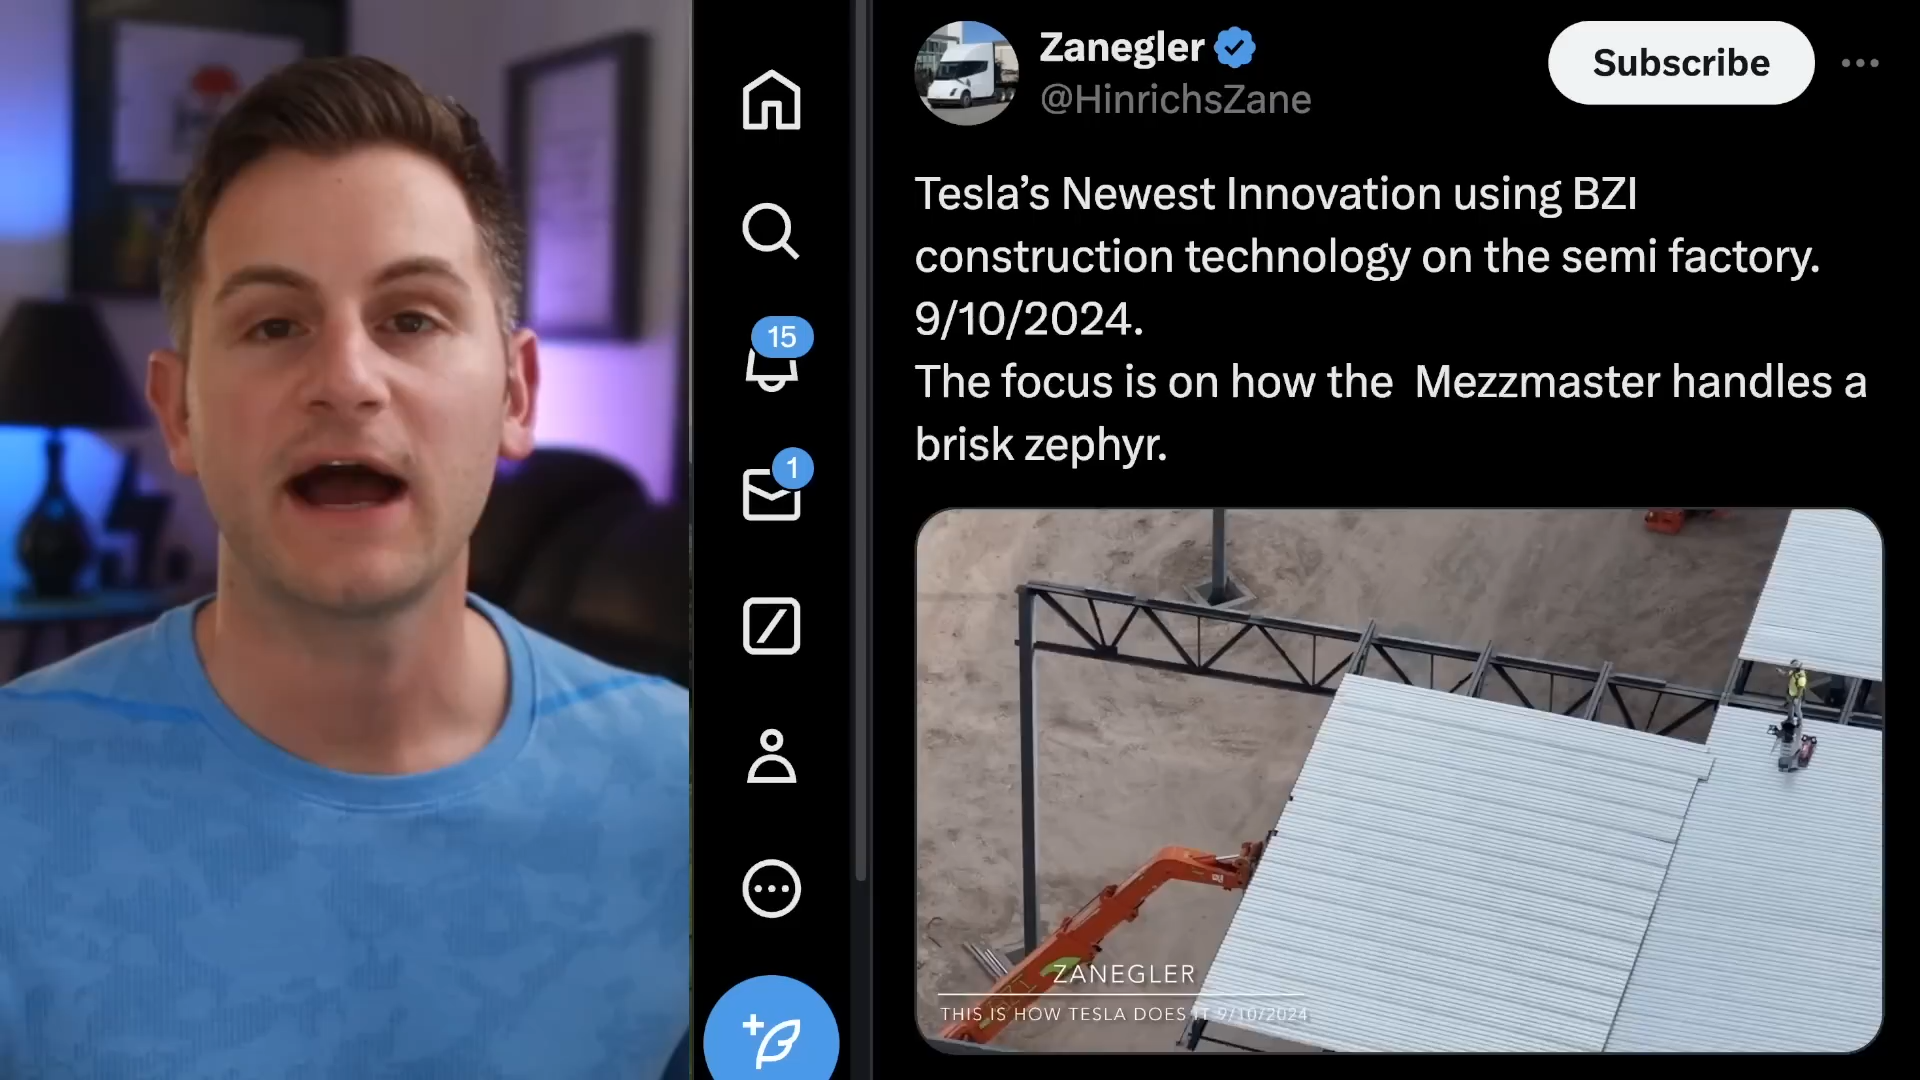 Zanegler
@HinrichsZane
Subscribe
Tesla’s Newest Innovation using BZI
construction technology on the semi factory.
9/10/2024.
The focus is on how the  Mezzmaster handles a
brisk zephyr.
15
1
BZI
ZANEGLER
THIS IS HOW TESLA DOES IT 9/10/2024